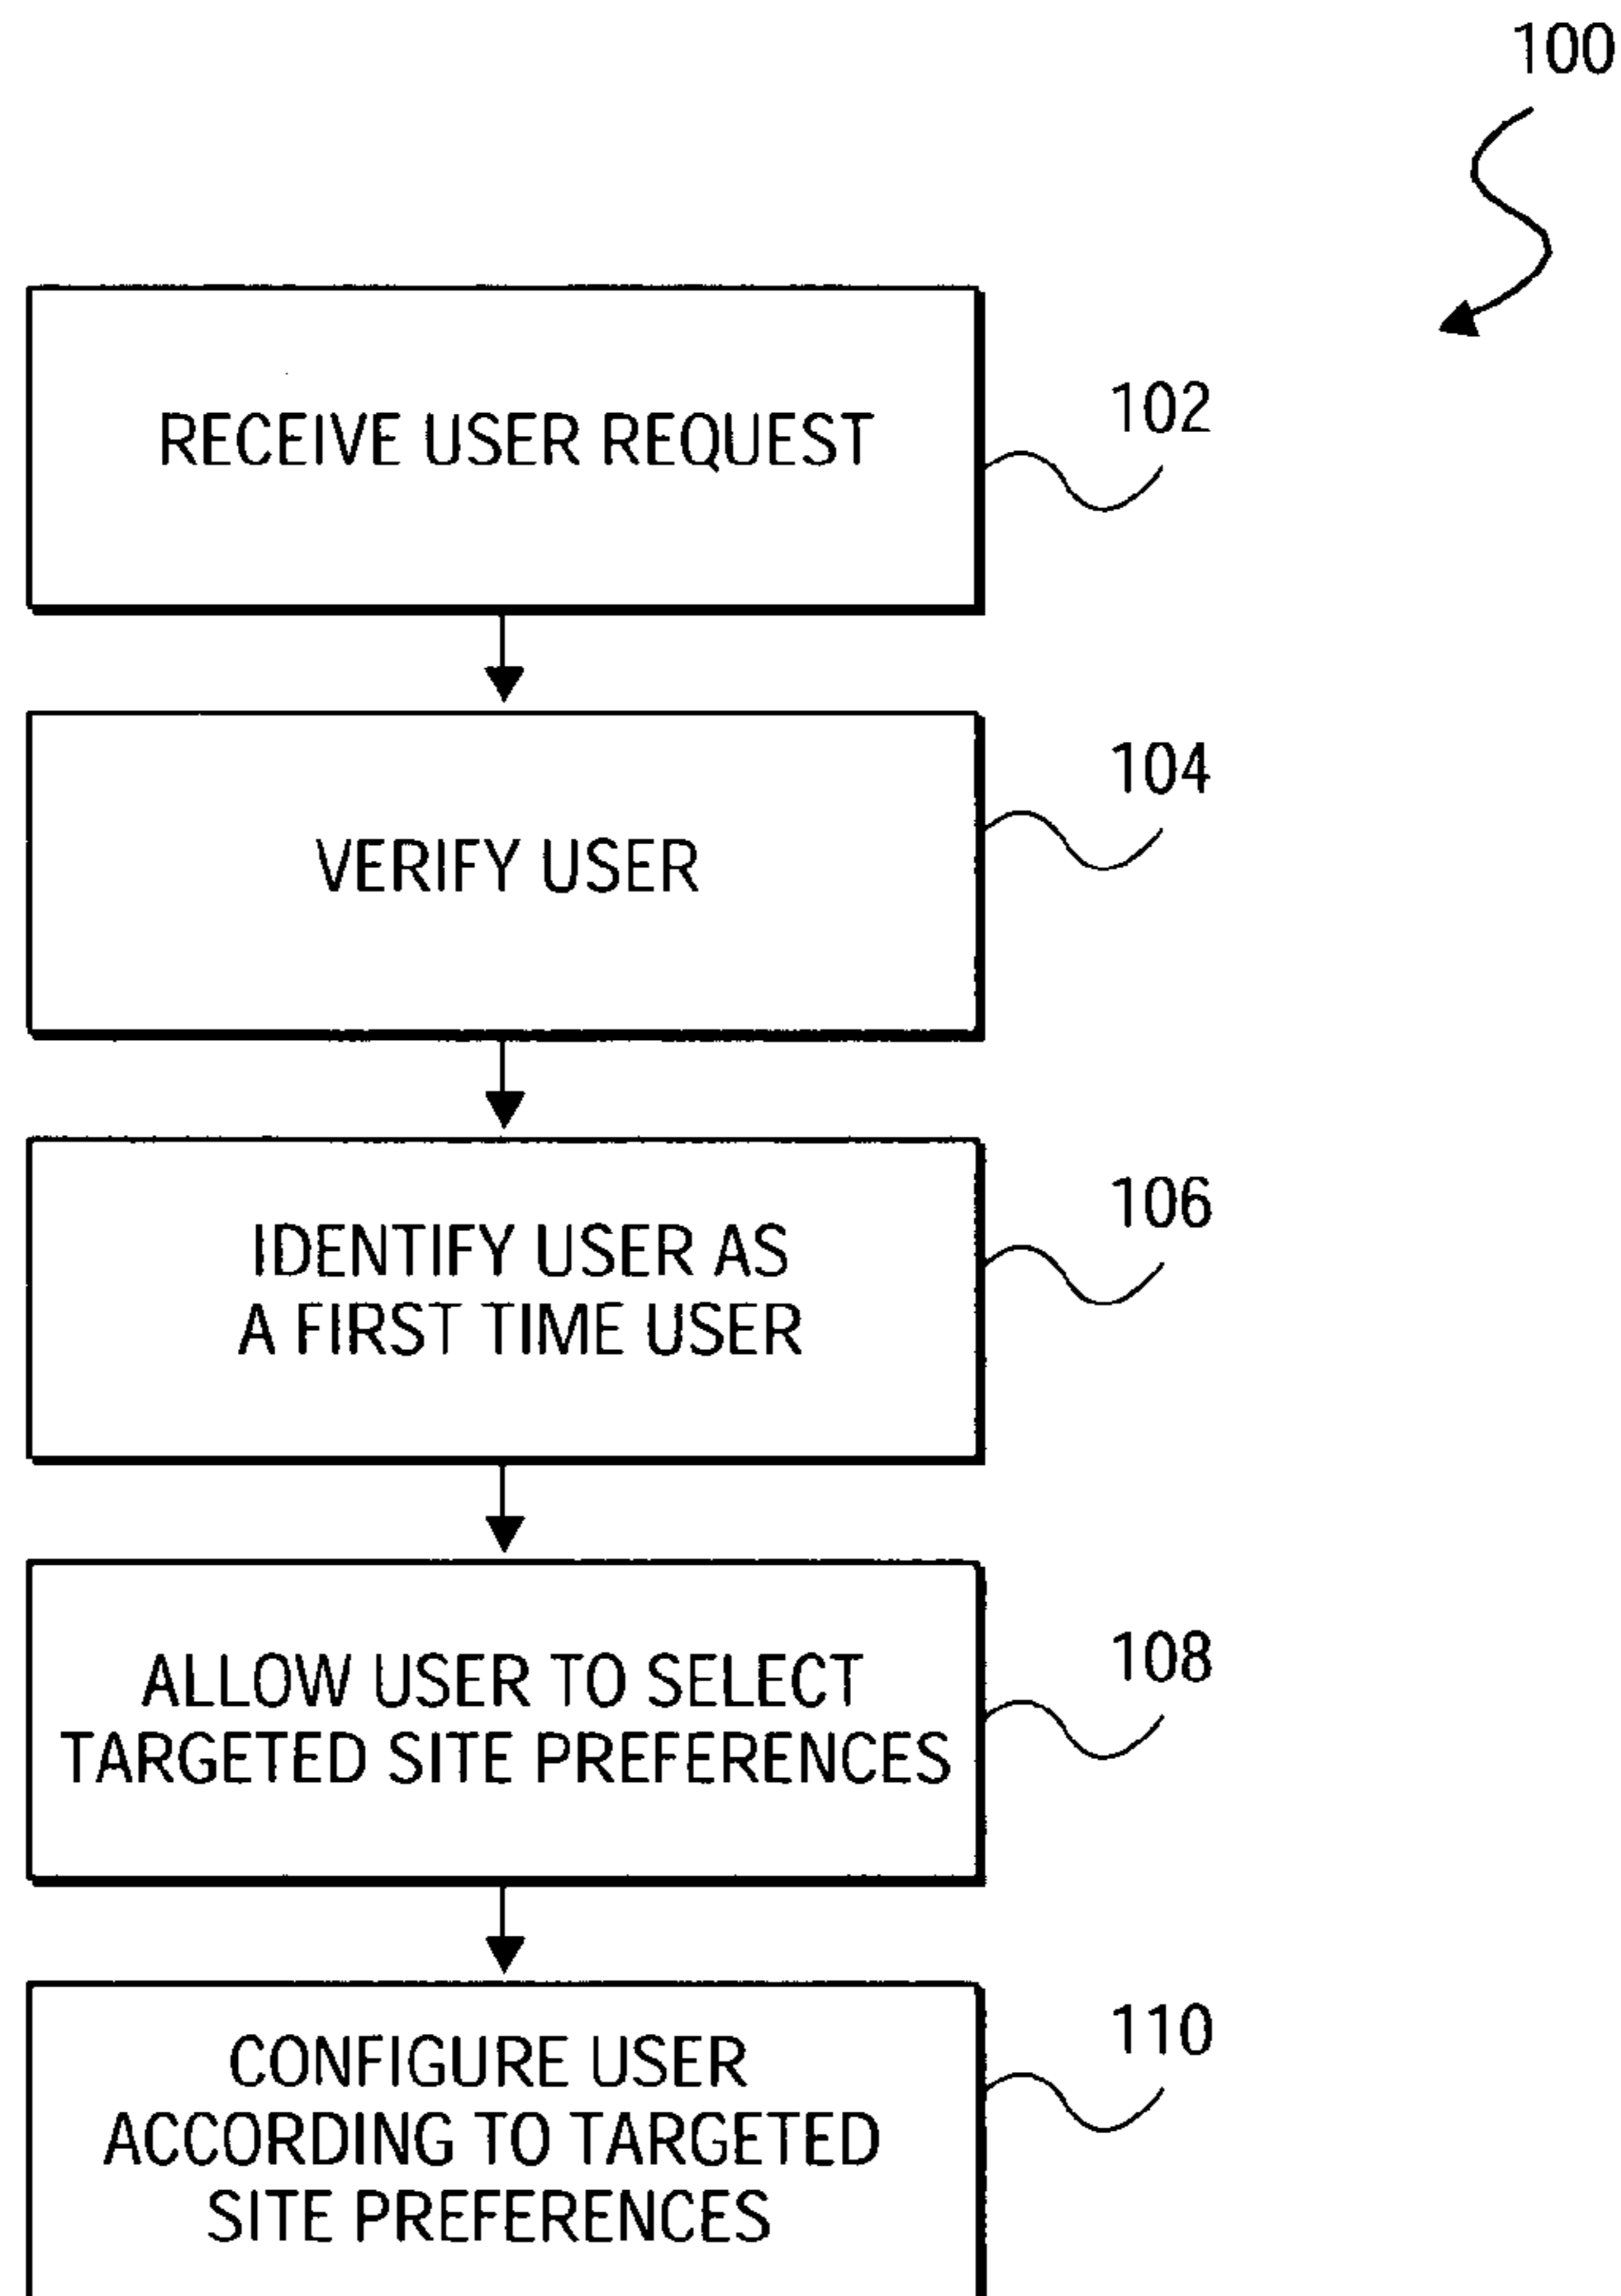 100
RECEIVE USER REQUEST
102
VERIFY USER
104
IDENTIFY USER AS
A FIRST TIME USER
106
ALLOW USER TO SELECT
TARGETED SITE PREFERENCES
108
CONFIGURE USER
ACCORDING TO TARGETED
SITE PREFERENCES
110